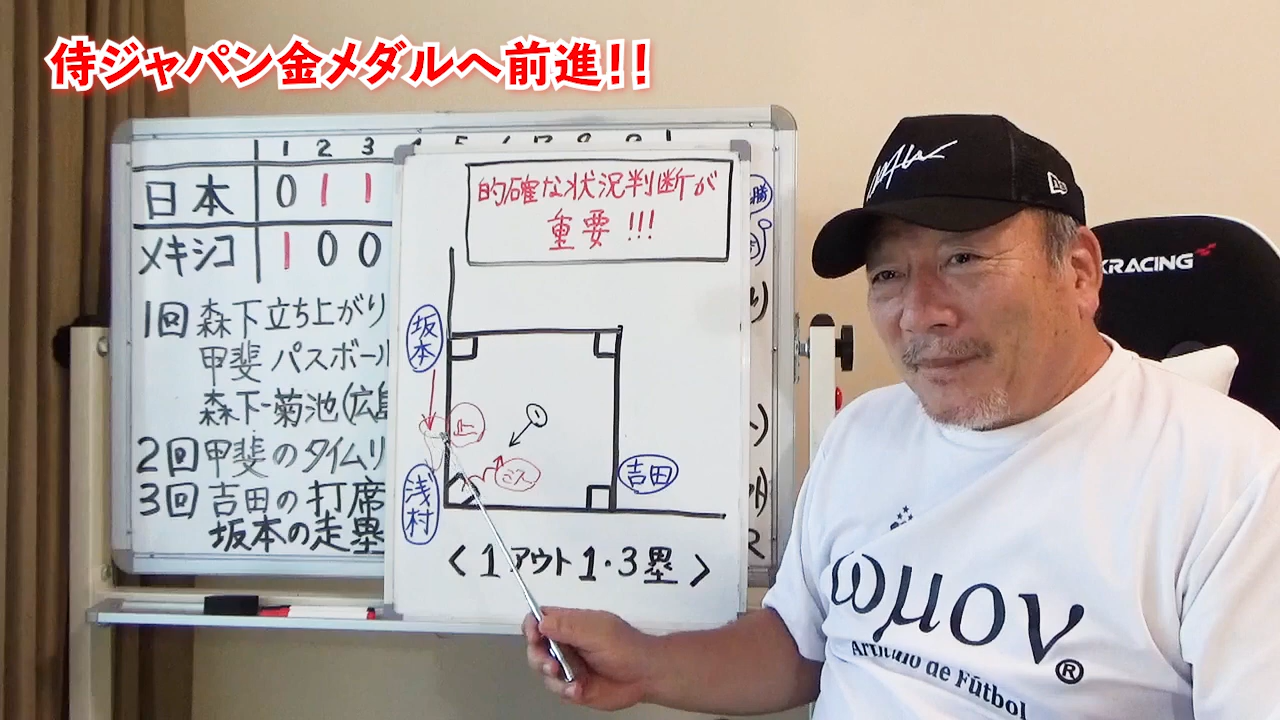 侍ジャパン金メダルへ前進!!
1 2 3
日本 0 1 1
メキシコ 1 0 0
1回 森下立ち上がり
甲斐 パスボール
森下-菊池(広島
2回 甲斐のタイムリ
3回 吉田の打席
坂本の走塁
的確な状況判断が
重要!!!
坂本
止
①
ミス
吉田
浅村
<1アウト1・3塁>
KRACING
ωμον®
de Fútbol